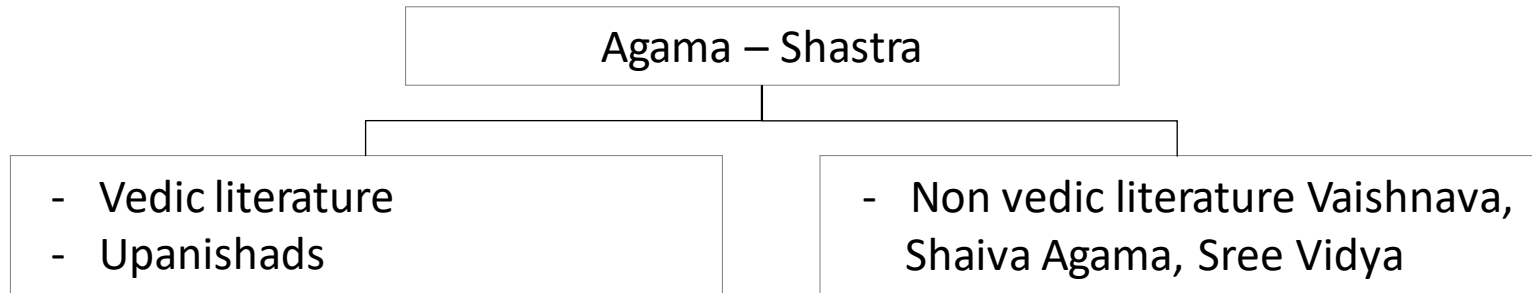 Agama – Shastra
- Vedic literature
- Upanishads
- Non vedic literature Vaishnava,
Shaiva Agama, Sree Vidya